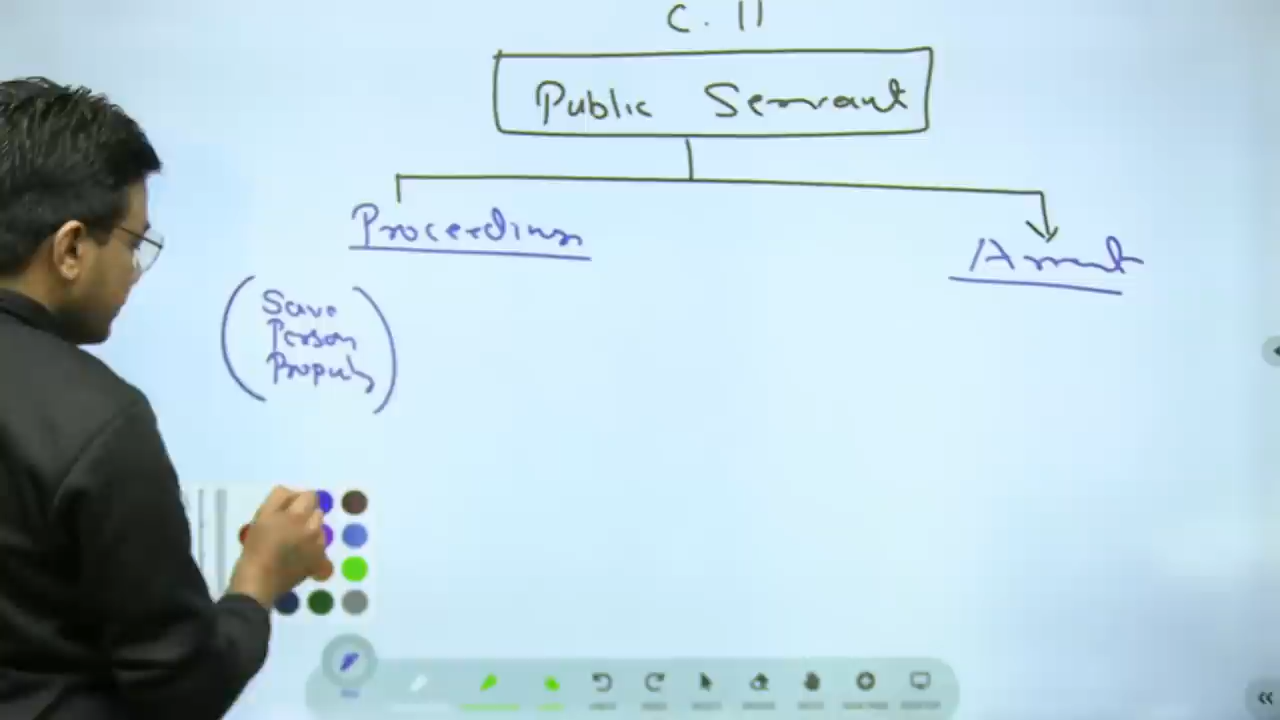 C. 11
Public Servant
Proceedings
Arrest
Save
Person
Property